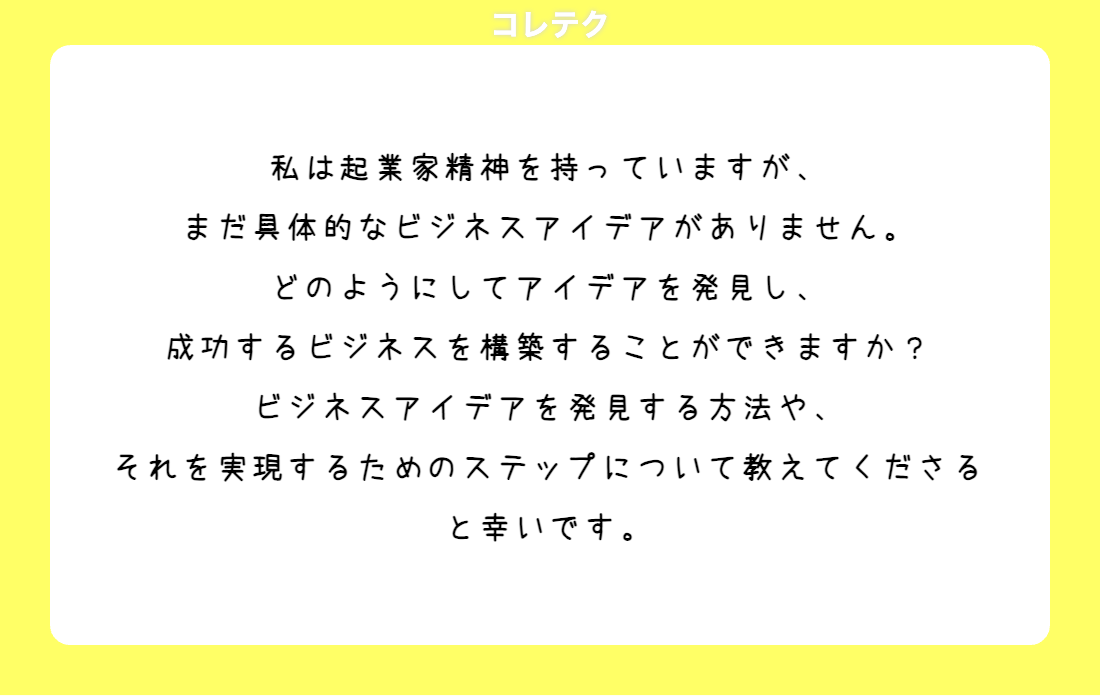 コレテク
私は起業家精神を持っていますが、
まだ具体的なビジネスアイデアがありません。
どのようにしてアイデアを発見し、
成功するビジネスを構築することができますか？
ビジネスアイデアを発見する方法や、
それを実現するためのステップについて教えてくださる
と幸いです。